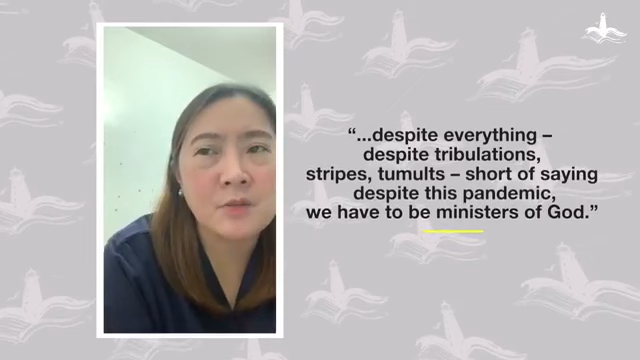 “...despite everything –
despite tribulations,
stripes, tumults – short of saying
despite this pandemic,
we have to be ministers of God.”